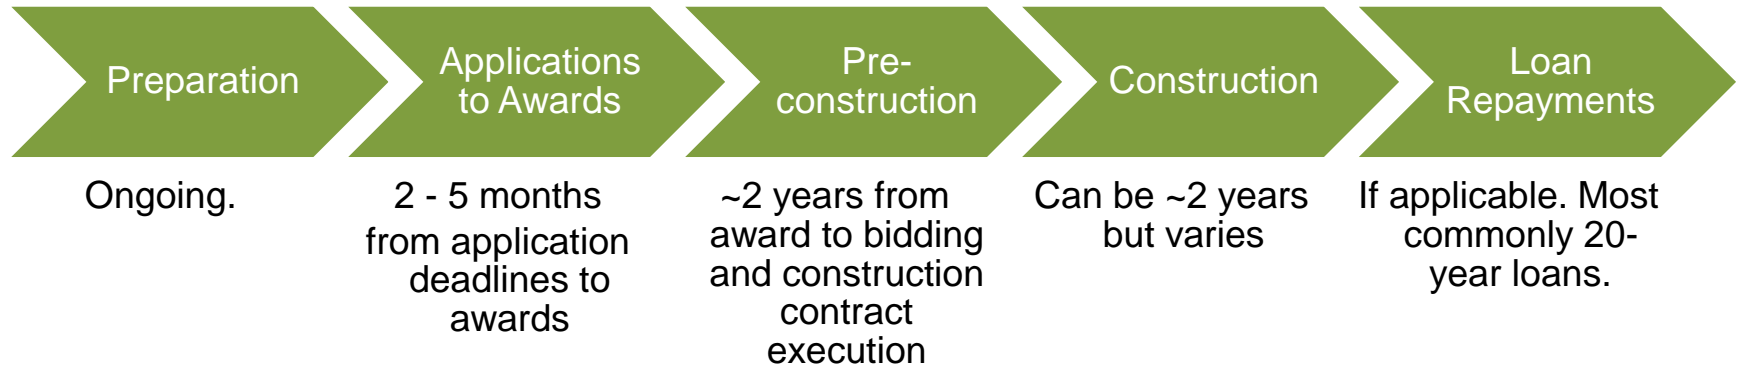 Preparation
Ongoing.
Applications
to Awards
2 - 5 months
from application
deadlines to
awards
Pre-
construction
~2 years from
award to bidding
and construction
contract
execution
Construction
Can be ~2 years
but varies
Loan
Repayments
If applicable. Most
commonly 20-
year loans.